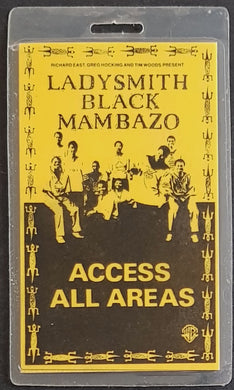 RICHARD EAST, GREG HOCKING AND TIM WOODS PRESENT
LADYSMITH
BLACK
MAMBAZO
ACCESS
ALL AREAS